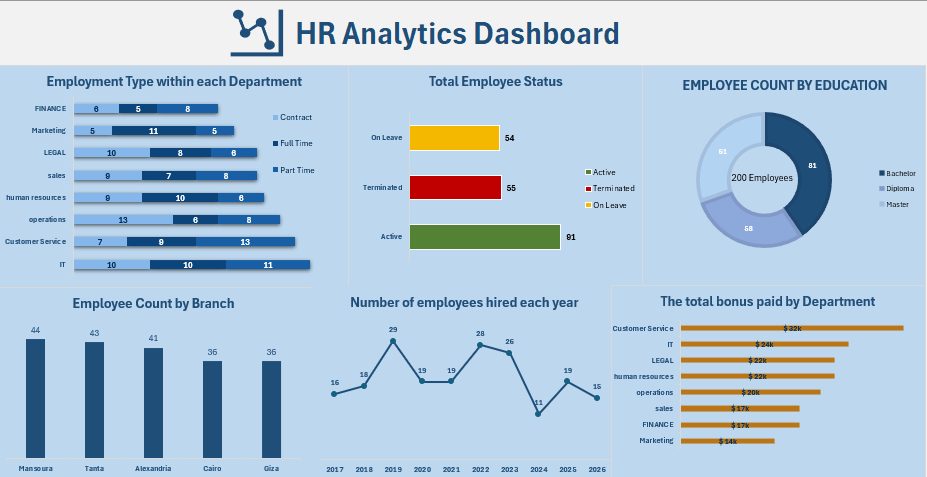 HR Analytics Dashboard
Employment Type within each Department
FINANCE 6 5 8
Marketing 5 11 5
LEGAL 10 8 6
sales 9 7 8
human resources 9 10 6
operations 13 6 8
Customer Service 7 9 13
IT 10 10 11
Contract
Full Time
Part Time
Total Employee Status
On Leave 54
Terminated 55
Active 91
Active
Terminated
On Leave
EMPLOYEE COUNT BY EDUCATION
61
81
200 Employees
58
Bachelor
Diploma
Master
Employee Count by Branch
44 43 41 36 36
Mansoura Tanta Alexandria Cairo Giza
Number of employees hired each year
16 18 29 19 19 28 26 11 19 15
2017 2018 2019 2020 2021 2022 2023 2024 2025 2026
The total bonus paid by Department
Customer Service $ 32k
IT $ 24k
LEGAL $ 22k
human resources $ 22k
operations $ 20k
sales $ 17k
FINANCE $ 17k
Marketing $ 14k